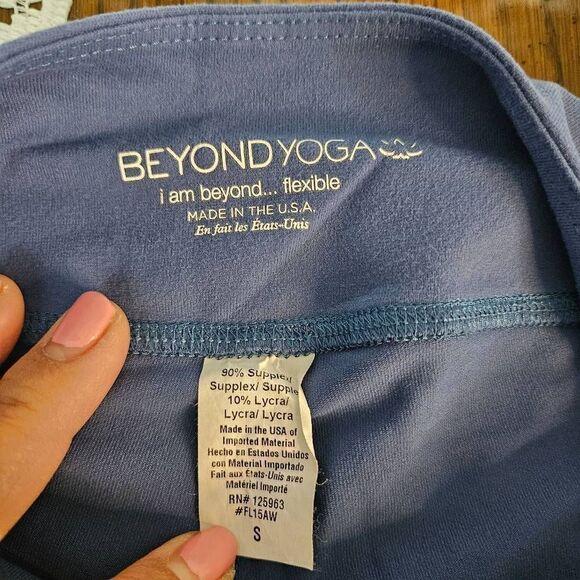 BEYOND YOGA
i am beyond... flexible
MADE IN THE U.S.A.
En fait les États-Unis
90% Supplex/
Supplex/ Supple
10% Lycra/
Lycra/ Lycra
Made in the USA of
Imported Material
Hecho en Estados Unidos
con Material Importado
Fait aux Etats-Unis avec
Matériel Importé
RN# 125963
#FL15AW
S